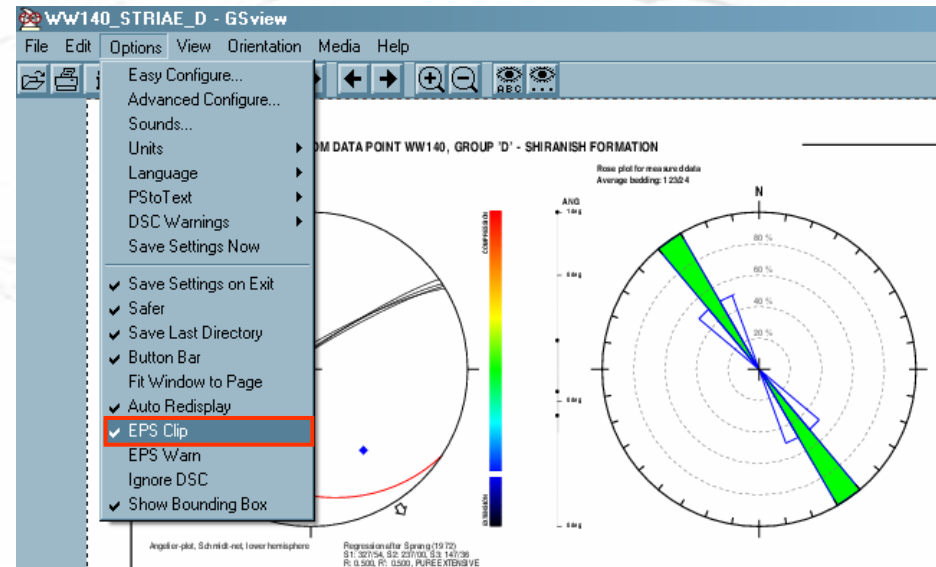 WW140_STRIAE_D - GSview
File Edit Options View Orientation Media Help
ABC
Easy Configure...
Advanced Configure...
Sounds...
Units
Language
PStoText
DSC Warnings
Save Settings Now
Save Settings on Exit
Safer
Save Last Directory
Button Bar
Fit Window to Page
Auto Redisplay
EPS Clip
EPS Warn
Ignore DSC
Show Bounding Box
OM DATA POINT WW140, GROUP 'D' - SHIRANISH FORMATION
Rose plot for measured data
Average bedding: 123/24
COMPRESSION
EXTENSION
ANG
N
80 %
60 %
40 %
20 %
Angelier-plot, Schmidt-net, lower hemisphere
Regression after Sprang (1972)
S1: 327/54, S2: 237/00, S3: 147/36
R: 0.500, R': 0.500, PURE EXTENSIVE